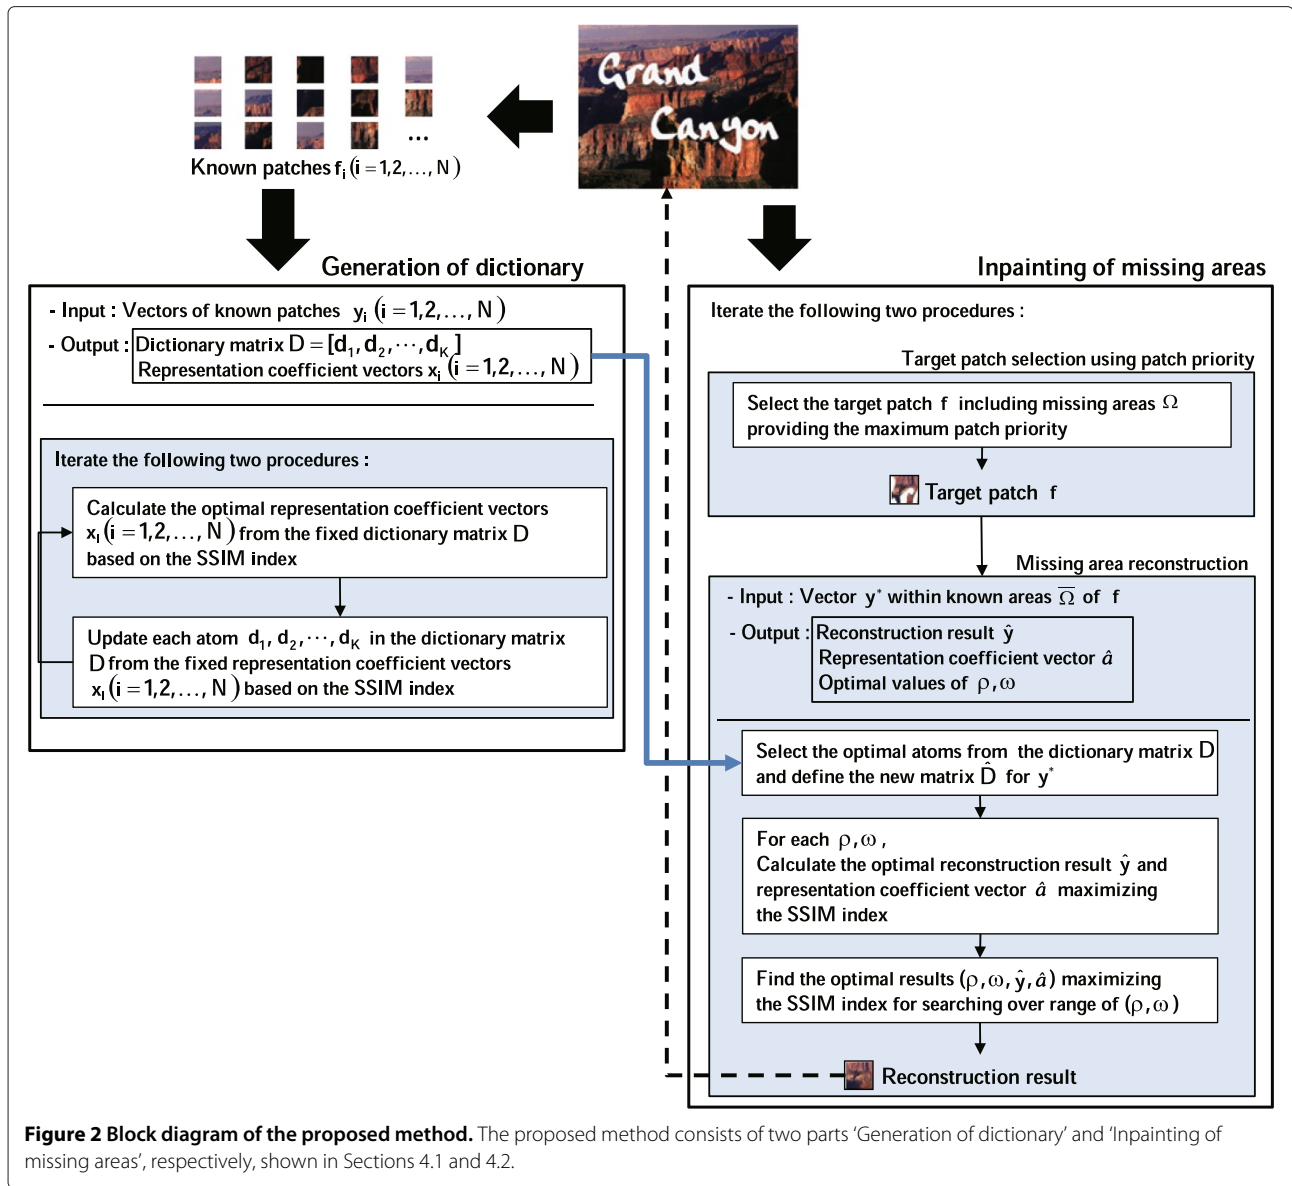 Grand
Canyon
...
Known patches fᵢ (i = 1,2,..., N)
Generation of dictionary
- Input : Vectors of known patches yᵢ (i = 1,2,..., N)
- Output : Dictionary matrix D = [d₁, d₂, ⋯, d_K]
Representation coefficient vectors xᵢ (i = 1,2,..., N)
Iterate the following two procedures :
Calculate the optimal representation coefficient vectors
xᵢ (i = 1,2,..., N) from the fixed dictionary matrix D
based on the SSIM index
Update each atom d₁, d₂, ⋯, d_K in the dictionary matrix
D from the fixed representation coefficient vectors
xᵢ (i = 1,2,..., N) based on the SSIM index
Inpainting of missing areas
Iterate the following two procedures :
Target patch selection using patch priority
Select the target patch f including missing areas Ω
providing the maximum patch priority
Target patch f
Missing area reconstruction
- Input : Vector y* within known areas Ω̅ of f
- Output : Reconstruction result ŷ
Representation coefficient vector â
Optimal values of ρ, ω
Select the optimal atoms from the dictionary matrix D
and define the new matrix D̂ for y*
For each ρ, ω ,
Calculate the optimal reconstruction result ŷ and
representation coefficient vector â maximizing
the SSIM index
Find the optimal results (ρ, ω, ŷ, â) maximizing
the SSIM index for searching over range of (ρ, ω)
Reconstruction result
Figure 2 Block diagram of the proposed method. The proposed method consists of two parts ‘Generation of dictionary’ and ‘Inpainting of
missing areas’, respectively, shown in Sections 4.1 and 4.2.